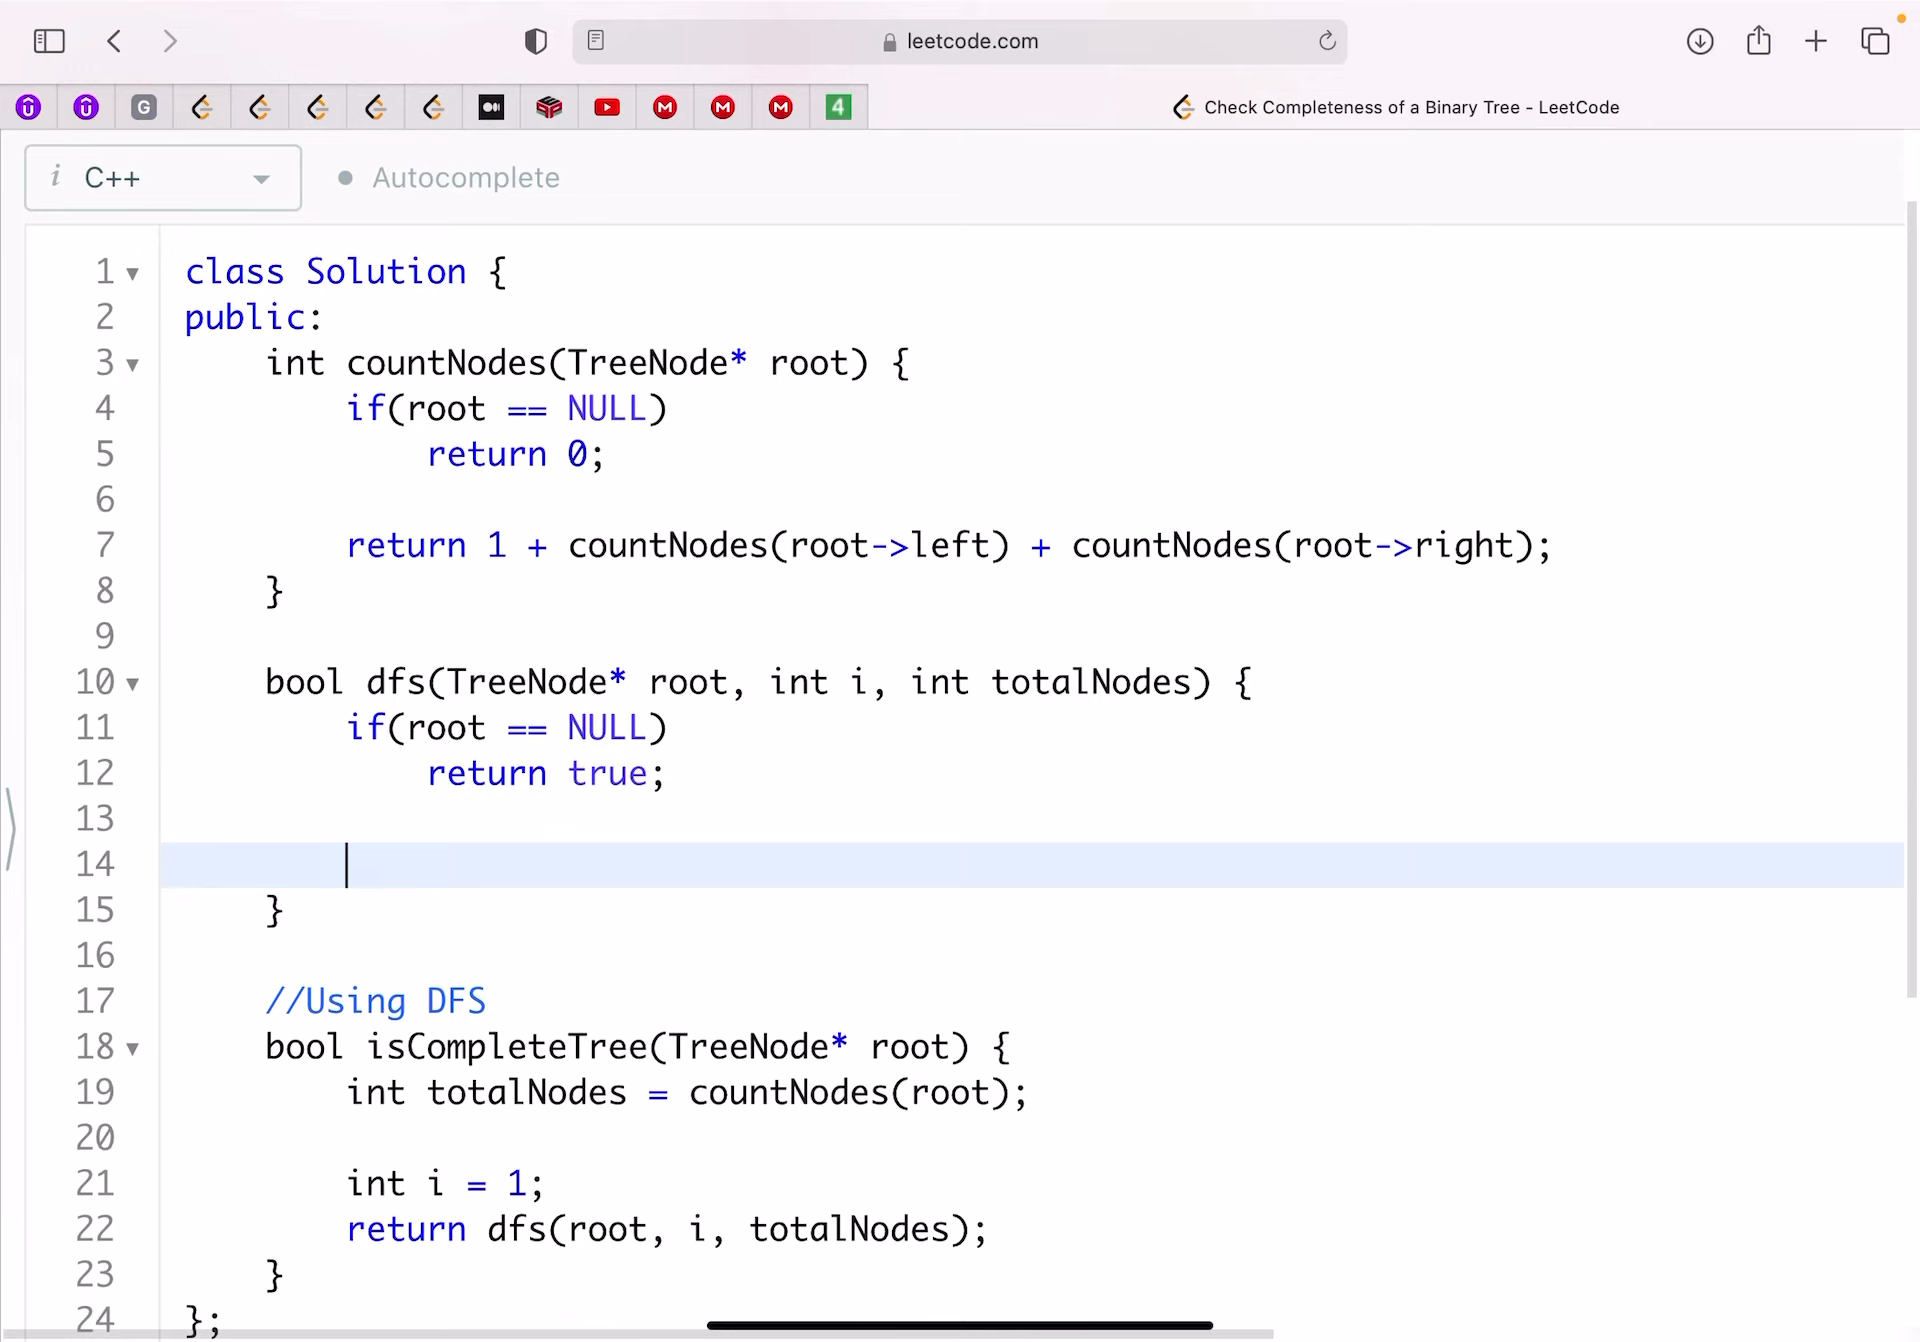 leetcode.com
G
4
Check Completeness of a Binary Tree - LeetCode
i C++
Autocomplete
1 class Solution {
2 public:
3 int countNodes(TreeNode* root) {
4 if(root == NULL)
5 return 0;
6
7 return 1 + countNodes(root->left) + countNodes(root->right);
8 }
9
10 bool dfs(TreeNode* root, int i, int totalNodes) {
11 if(root == NULL)
12 return true;
13
14
15 }
16
17 //Using DFS
18 bool isCompleteTree(TreeNode* root) {
19 int totalNodes = countNodes(root);
20
21 int i = 1;
22 return dfs(root, i, totalNodes);
23 }
24 };